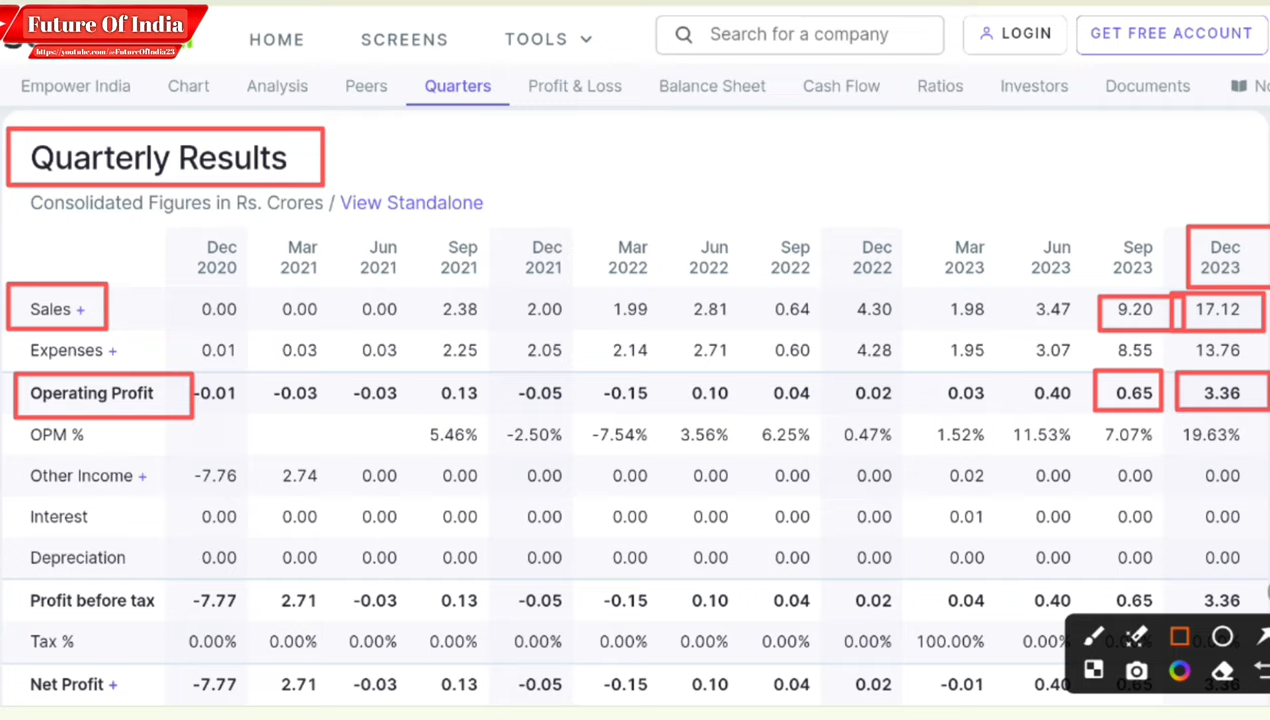 Future Of India
https://youtube.com/@FutureOfIndia23
HOME SCREENS TOOLS Search for a company LOGIN GET FREE ACCOUNT
Empower India Chart Analysis Peers Quarters Profit & Loss Balance Sheet Cash Flow Ratios Investors Documents
Quarterly Results
Consolidated Figures in Rs. Crores / View Standalone
Dec 2020 Mar 2021 Jun 2021 Sep 2021 Dec 2021 Mar 2022 Jun 2022 Sep 2022 Dec 2022 Mar 2023 Jun 2023 Sep 2023 Dec 2023
Sales + 0.00 0.00 0.00 2.38 2.00 1.99 2.81 0.64 4.30 1.98 3.47 9.20 17.12
Expenses + 0.01 0.03 0.03 2.25 2.05 2.14 2.71 0.60 4.28 1.95 3.07 8.55 13.76
Operating Profit -0.01 -0.03 -0.03 0.13 -0.05 -0.15 0.10 0.04 0.02 0.03 0.40 0.65 3.36
OPM % 5.46% -2.50% -7.54% 3.56% 6.25% 0.47% 1.52% 11.53% 7.07% 19.63%
Other Income + -7.76 2.74 0.00 0.00 0.00 0.00 0.00 0.00 0.00 0.02 0.00 0.00 0.00
Interest 0.00 0.00 0.00 0.00 0.00 0.00 0.00 0.00 0.00 0.01 0.00 0.00 0.00
Depreciation 0.00 0.00 0.00 0.00 0.00 0.00 0.00 0.00 0.00 0.00 0.00 0.00 0.00
Profit before tax -7.77 2.71 -0.03 0.13 -0.05 -0.15 0.10 0.04 0.02 0.04 0.40 0.65 3.36
Tax % 0.00% 0.00% 0.00% 0.00% 0.00% 0.00% 0.00% 0.00% 0.00% 100.00% 0.00% 0.00%
Net Profit + -7.77 2.71 -0.03 0.13 -0.05 -0.15 0.10 0.04 0.02 -0.01 0.40 0.65 3.36